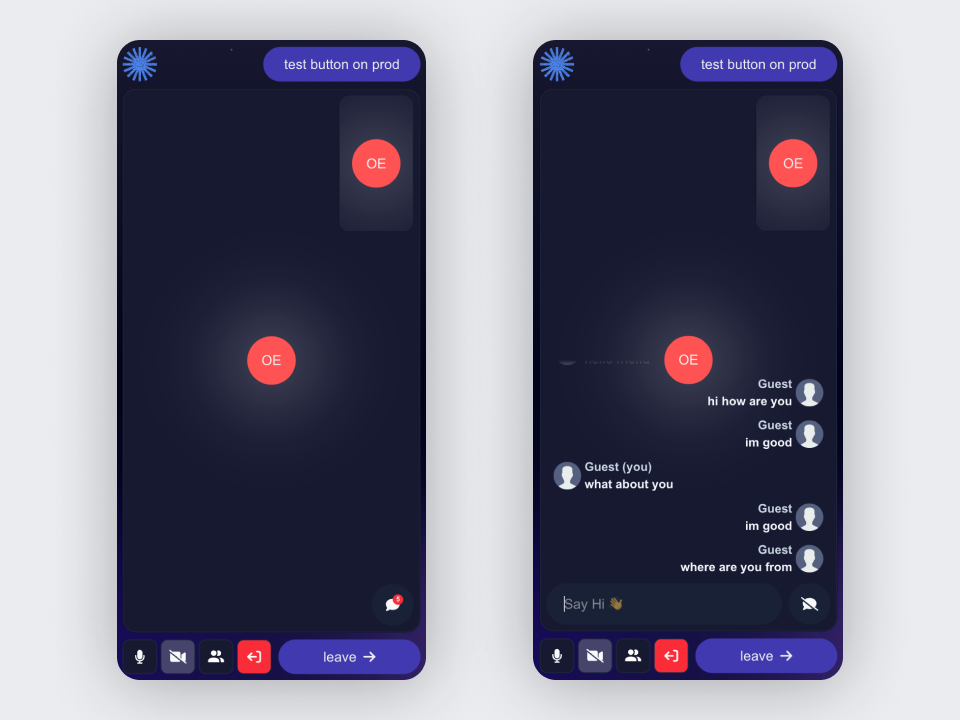 test button on prod
OE
OE
5
leave →
test button on prod
OE
OE
Guest
hi how are you
Guest
im good
Guest (you)
what about you
Guest
im good
Guest
where are you from
Say Hi 👋🏾
leave →